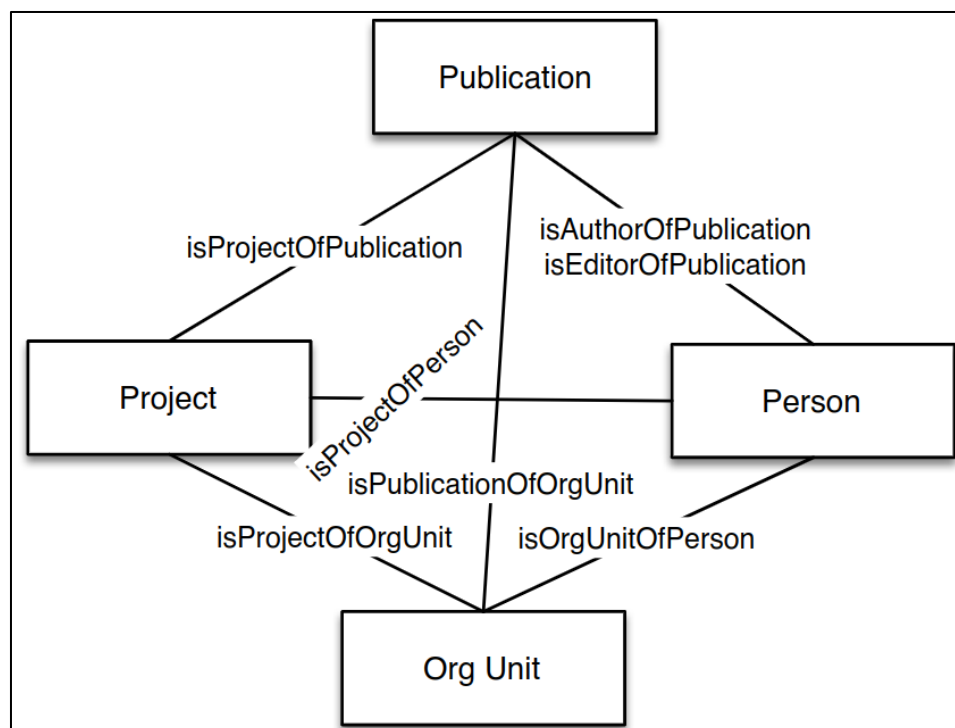 Publication
isProjectOfPublication
isAuthorOfPublication
isEditorOfPublication
isProjectOfPerson
Project
Person
isPublicationOfOrgUnit
isProjectOfOrgUnit
isOrgUnitOfPerson
Org Unit